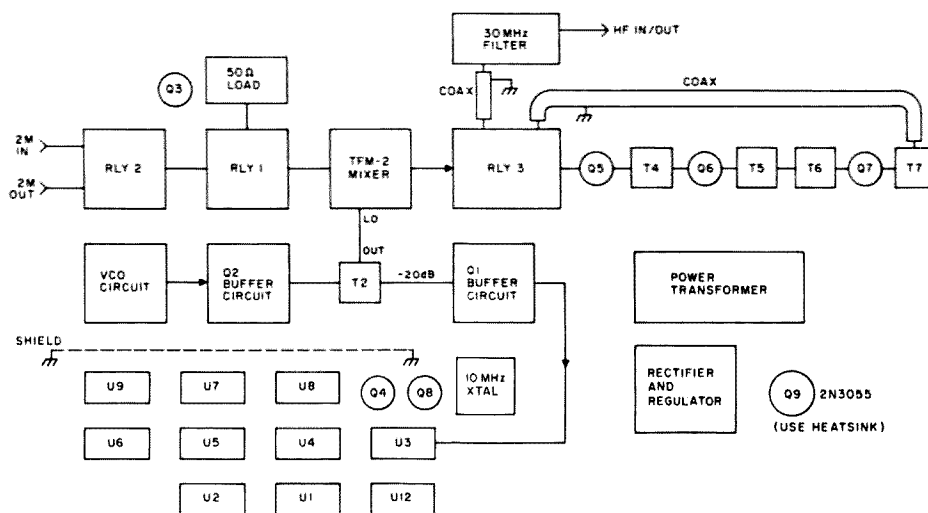 30 MHz
FILTER
HF IN/OUT
50Ω
LOAD
Q3
COAX
COAX
2M
IN
2M
OUT
RLY 2
RLY 1
TFM-2
MIXER
RLY 3
Q5
T4
Q6
T5
T6
Q7
T7
LO
OUT
VCO
CIRCUIT
Q2
BUFFER
CIRCUIT
T2
-20dB
Q1
BUFFER
CIRCUIT
POWER
TRANSFORMER
SHIELD
U9
U7
U8
Q4
Q8
10 MHz
XTAL
RECTIFIER
AND
REGULATOR
Q9
2N3055
(USE HEATSINK)
U6
U5
U4
U3
U2
U1
U12